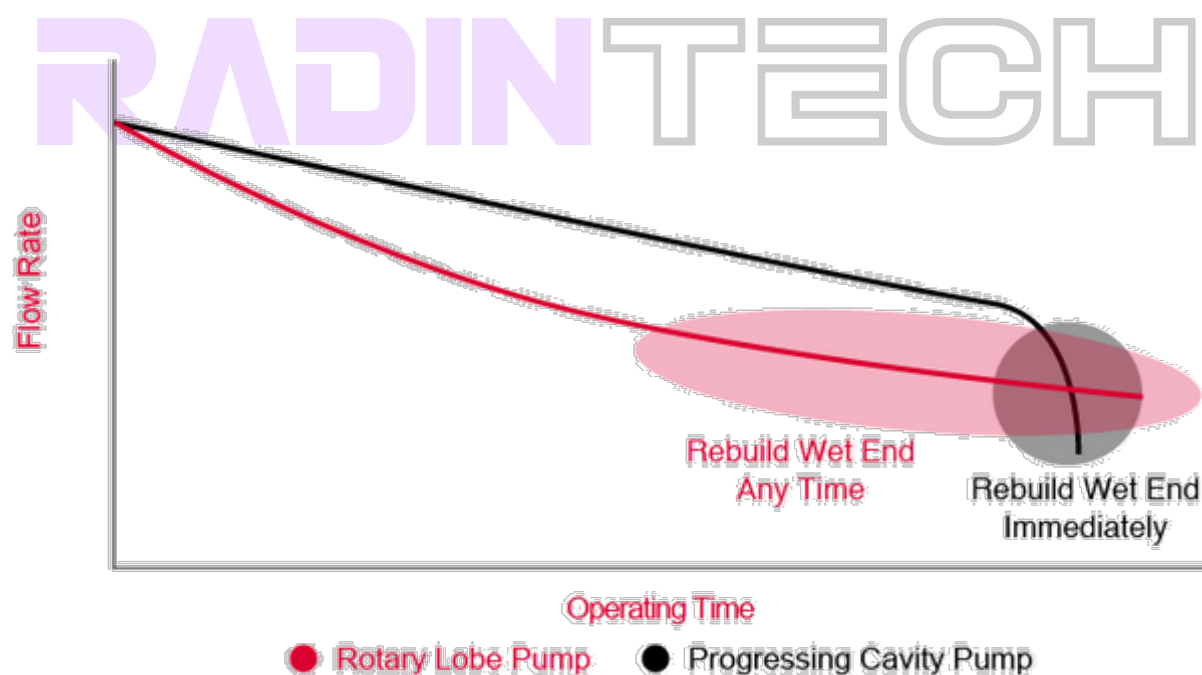 RADINTECH
Flow Rate
Rebuild Wet End
Any Time
Rebuild Wet End
Immediately
Operating Time
Rotary Lobe Pump
Progressing Cavity Pump